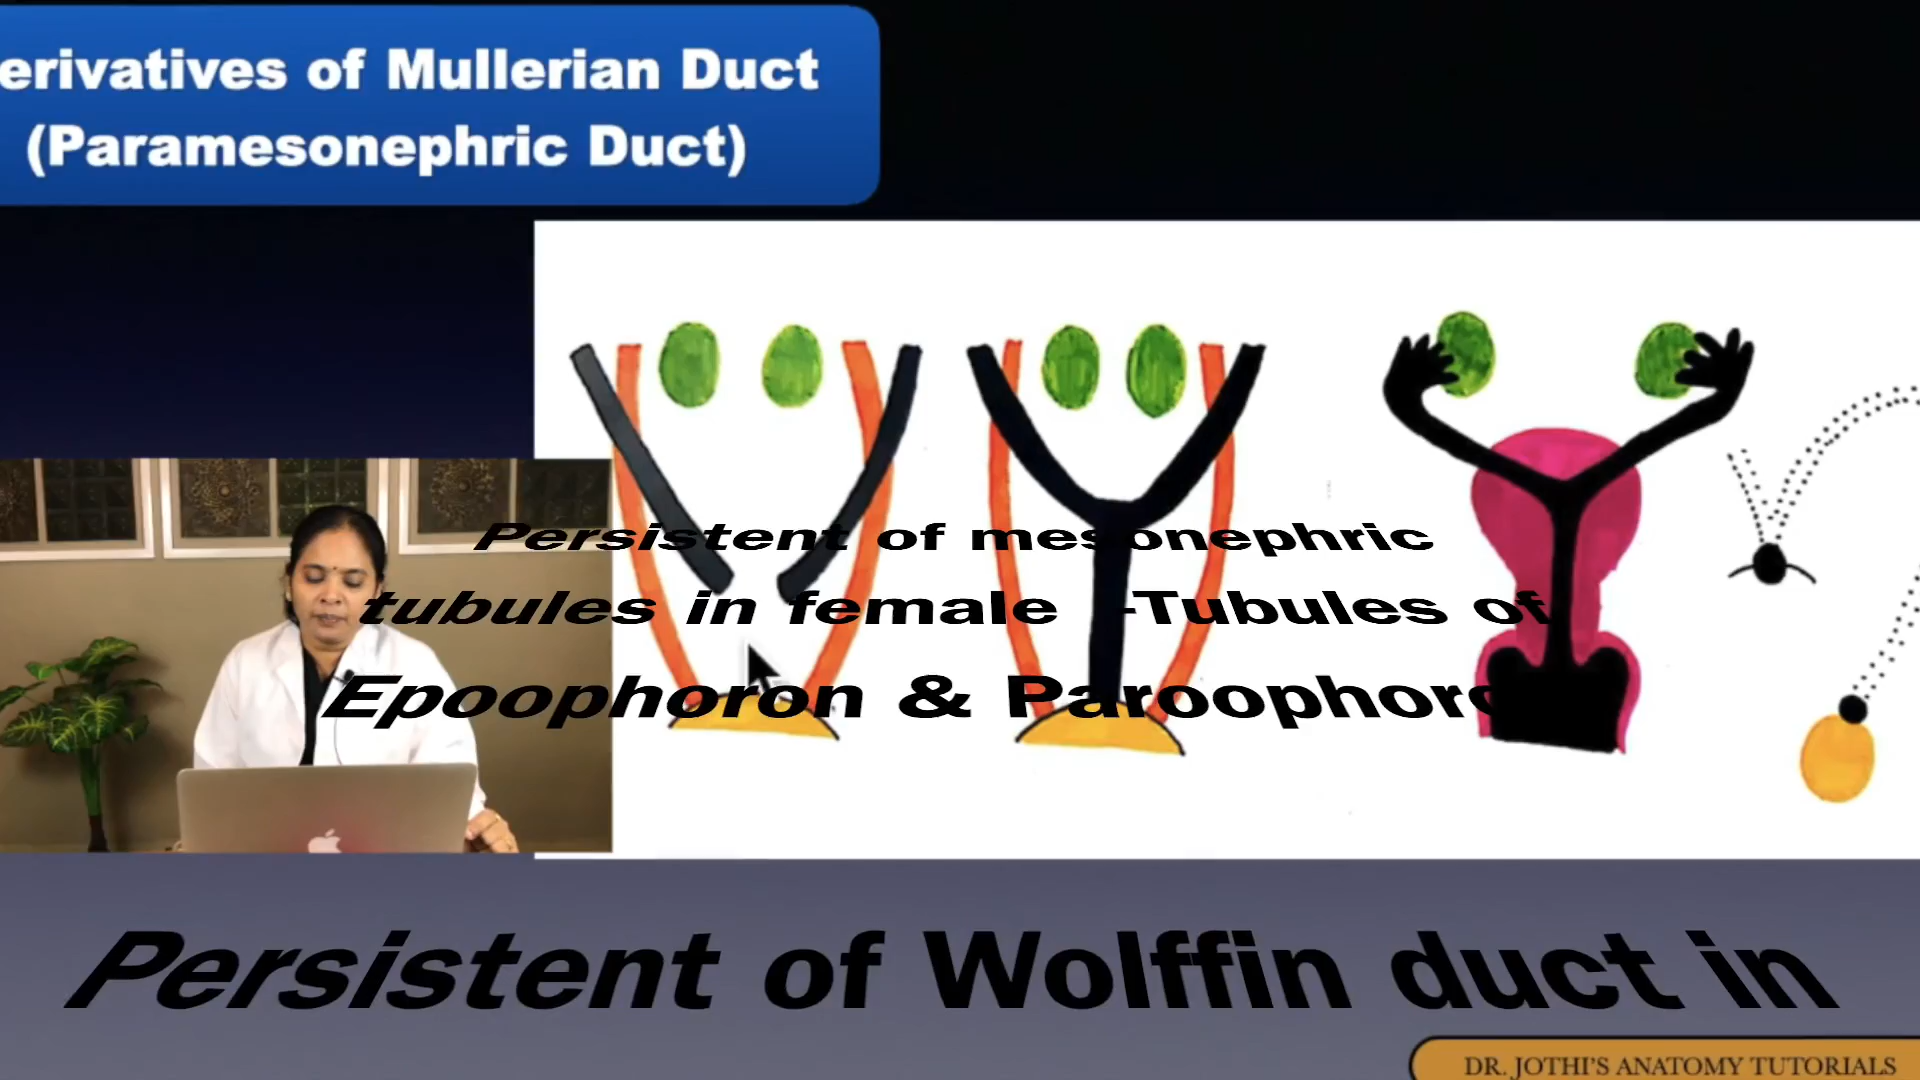 erivatives of Mullerian Duct
(Paramesonephric Duct)
Persistent of mesonephric
tubules in female -Tubules of
Epoophoron & Paroophoro
Persistent of Wolffin duct in
DR. JOTHI'S ANATOMY TUTORIALS